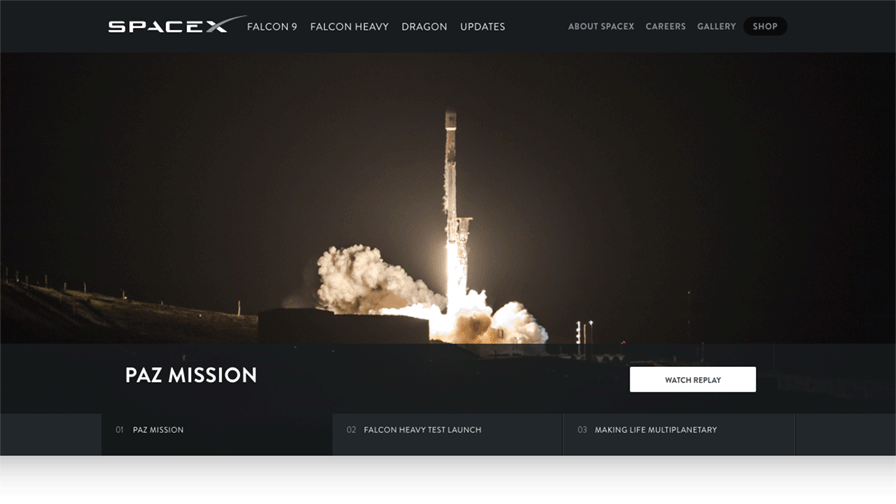 SPACEX FALCON 9 FALCON HEAVY DRAGON UPDATES ABOUT SPACEX CAREERS GALLERY SHOP
PAZ MISSION WATCH REPLAY
01 PAZ MISSION 02 FALCON HEAVY TEST LAUNCH 03 MAKING LIFE MULTIPLANETARY